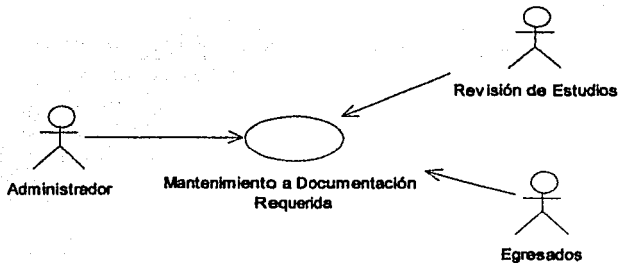 Revisión de Estudios
Administrador
Mantenimiento a Documentación
Requerida
Egresados